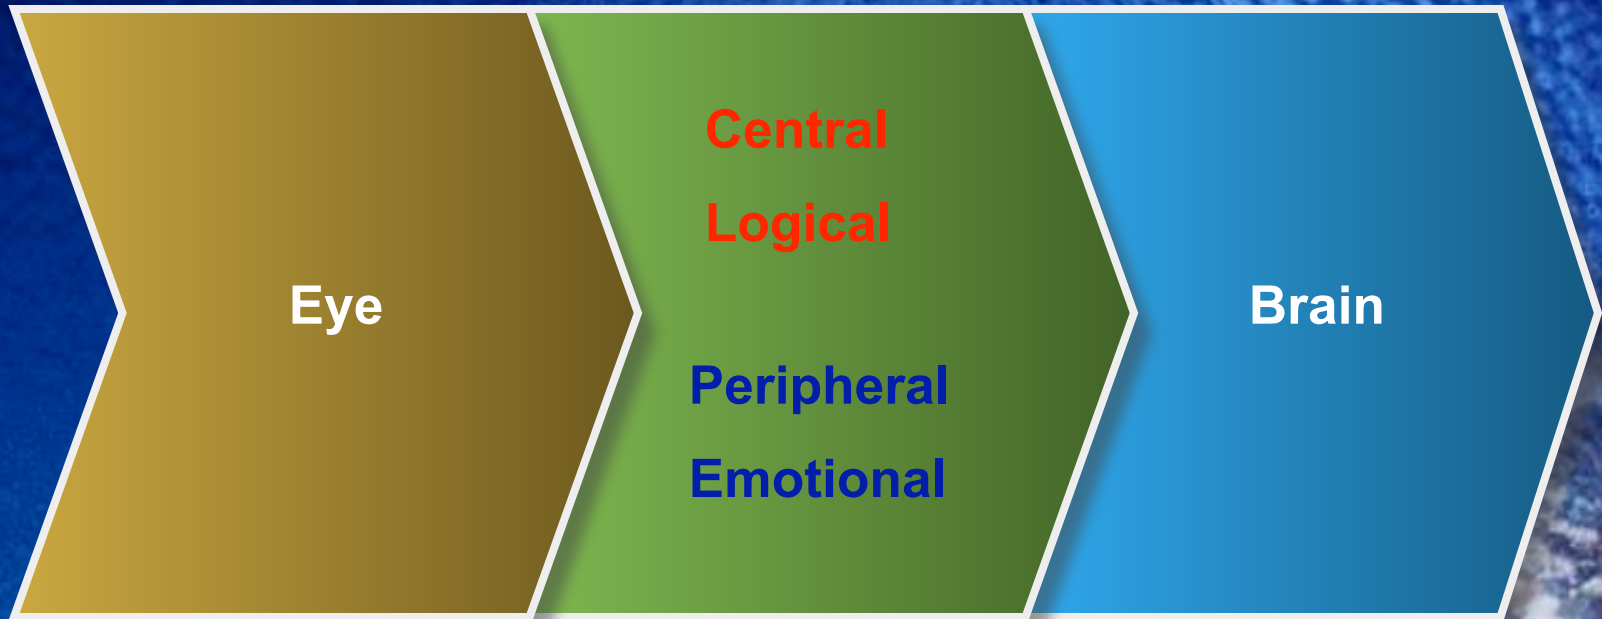 Eye
Central
Logical
Peripheral
Emotional
Brain